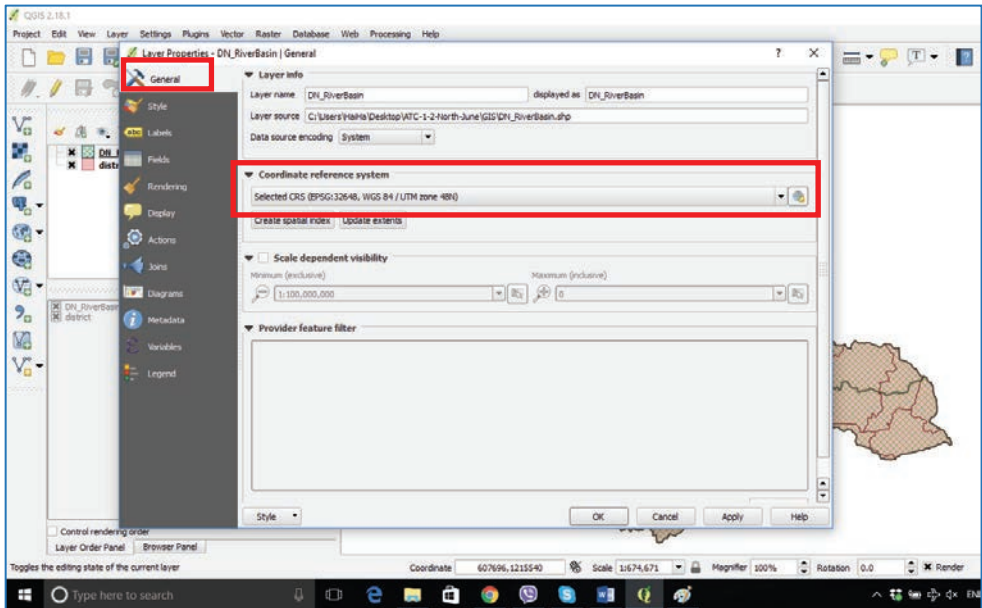 QGIS 2.18.1
Project Edit View Layer Settings Plugins Vector Raster Database Web Processing Help
Layer Properties - DN_RiverBasin | General
General
Style
Labels
Fields
Rendering
Display
Actions
Joins
Diagrams
Metadata
Variables
Legend
Layer info
Layer name DN_RiverBasin displayed as DN_RiverBasin
Layer source C:\Users\HaiHa\Desktop\ATC-1-2-North-June\GIS\DN_RiverBasin.shp
Data source encoding System
Coordinate reference system
Selected CRS (EPSG:32648, WGS 84 / UTM zone 48N)
Create spatial index Update extents
Scale dependent visibility
Minimum (exclusive) Maximum (inclusive)
1:100,000,000 0
Provider feature filter
Style OK Cancel Apply Help
abc
T
DN_RiverBasin
district
Control rendering order
Layer Order Panel Browser Panel
Toggles the editing state of the current layer Coordinate 607696,1215540 Scale 1:674,671 Magnifier 100% Rotation 0.0 Render
Type here to search